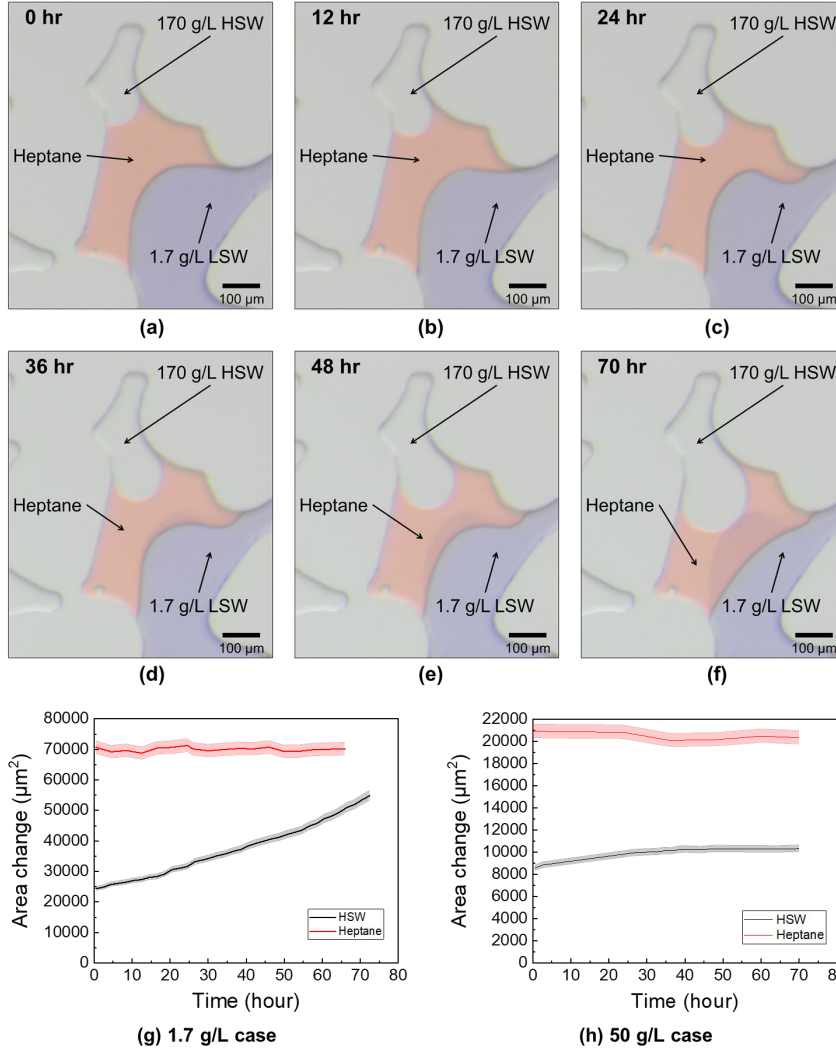 0 hr
170 g/L HSW
Heptane
1.7 g/L LSW
100 µm
(a)
12 hr
170 g/L HSW
Heptane
1.7 g/L LSW
100 µm
(b)
24 hr
170 g/L HSW
Heptane
1.7 g/L LSW
100 µm
(c)
36 hr
170 g/L HSW
Heptane
1.7 g/L LSW
100 µm
(d)
48 hr
170 g/L HSW
Heptane
1.7 g/L LSW
100 µm
(e)
70 hr
170 g/L HSW
Heptane
1.7 g/L LSW
100 µm
(f)
Area change (µm²)
80000
70000
60000
50000
40000
30000
20000
10000
0
HSW
Heptane
0 10 20 30 40 50 60 70 80
Time (hour)
(g) 1.7 g/L case
Area change (µm²)
22000
20000
18000
16000
14000
12000
10000
8000
6000
4000
2000
0
HSW
Heptane
0 10 20 30 40 50 60 70 80
Time (hour)
(h) 50 g/L case